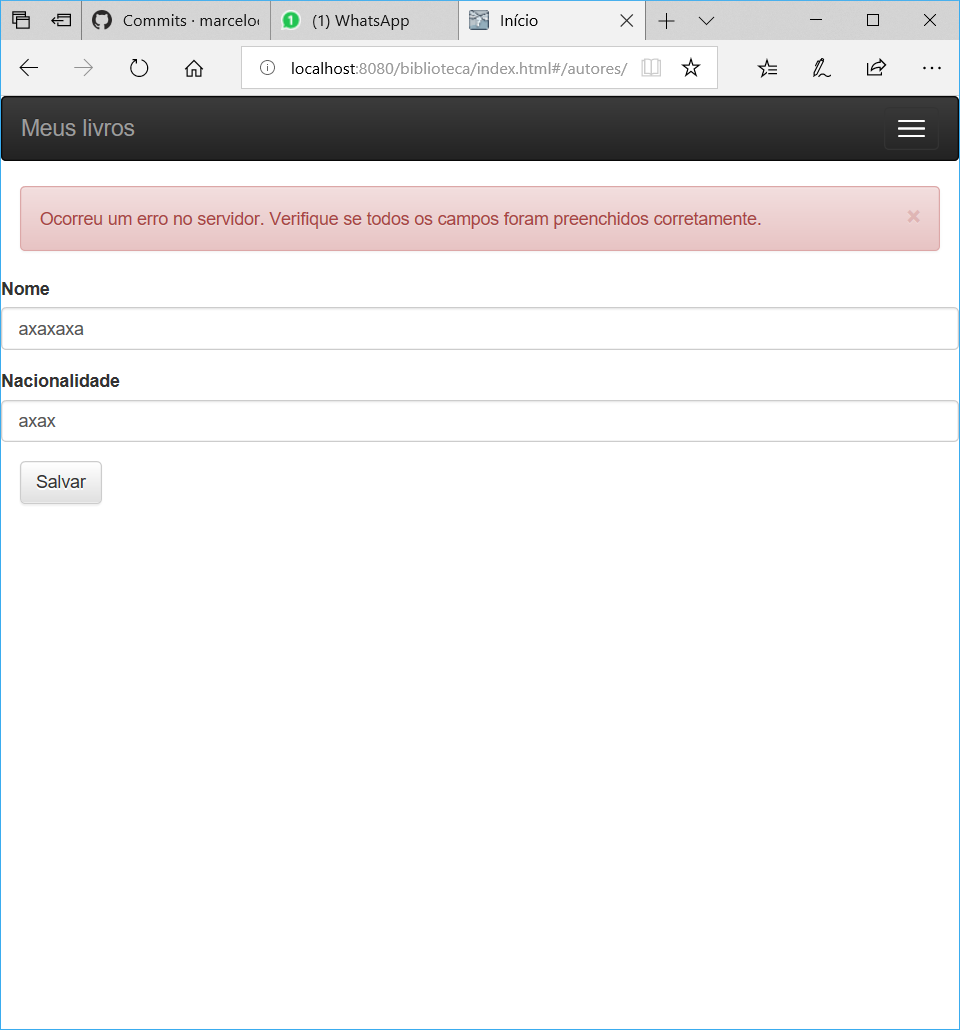 Commits · marceloc
(1) WhatsApp
Início
localhost:8080/biblioteca/index.html#/autores/
Meus livros
Ocorreu um erro no servidor. Verifique se todos os campos foram preenchidos corretamente.
×
Nome
axaxaxa
Nacionalidade
axax
Salvar